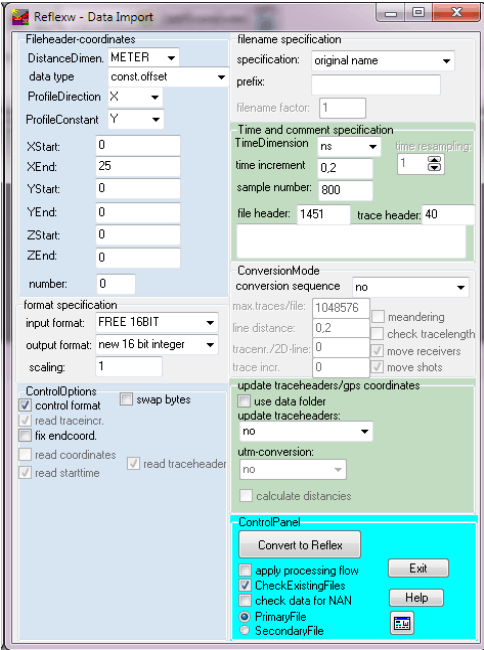 Reflexw - Data Import
Fileheader-coordinates
DistanceDimen. METER
data type const.offset
ProfileDirection X
ProfileConstant Y
XStart: 0
XEnd: 25
YStart: 0
YEnd: 0
ZStart: 0
ZEnd: 0
number: 0
format specification
input format: FREE 16BIT
output format: new 16 bit integer
scaling: 1
ControlOptions
control format swap bytes
read traceincr.
fix endcoord.
read coordinates
read traceheader
read starttime
filename specification
specification: original name
prefix:
filename factor: 1
Time and comment specification
TimeDimension ns time resampling:
time increment 0,2 1
sample number: 800
file header: 1451 trace header: 40
ConversionMode
conversion sequence no
max.traces/file: 1048576 meandering
line distance: 0,2 check tracelength
tracenr./2D-line: 0 move receivers
trace incr. 0 move shots
update traceheaders/gps coordinates
use data folder
update traceheaders:
no
utm-conversion:
no
calculate distancies
ControlPanel
Convert to Reflex
apply processing flow Exit
CheckExistingFiles
check data for NAN Help
PrimaryFile
SecondaryFile